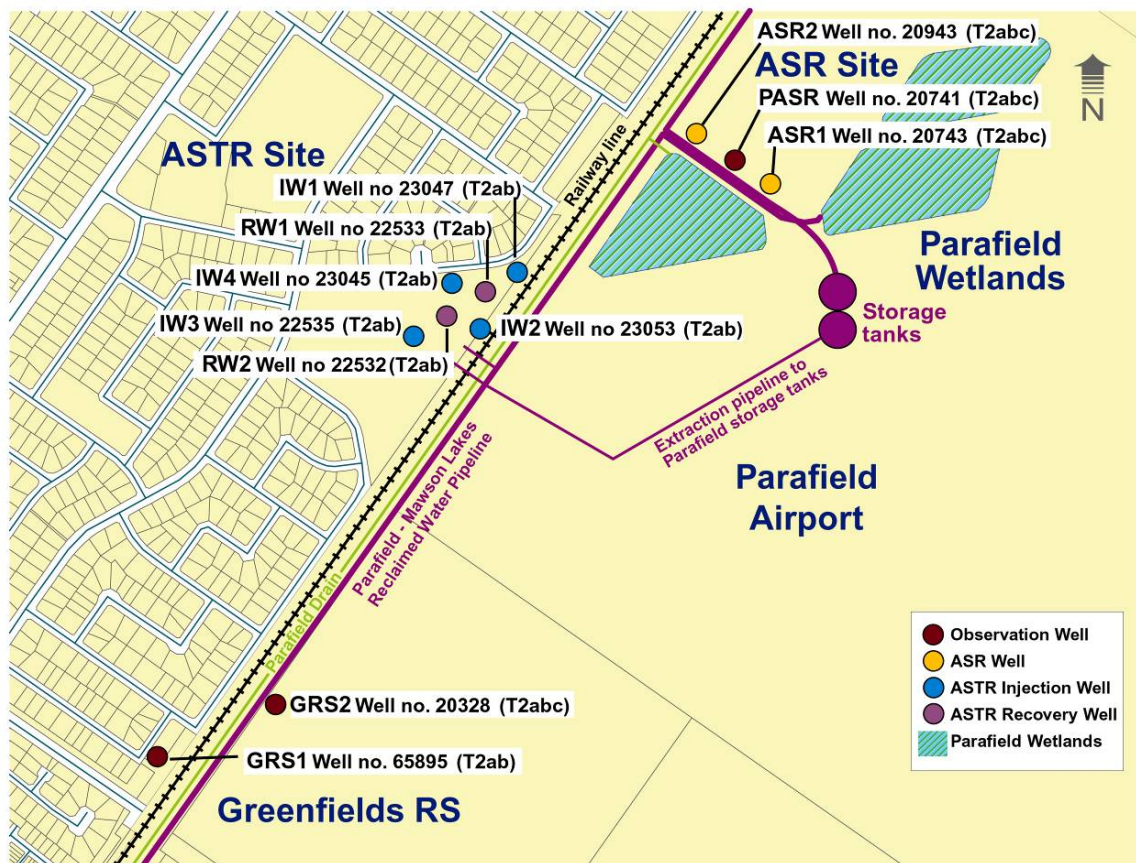 ASR2 Well no. 20943 (T2abc)
ASR Site
PASR Well no. 20741 (T2abc)
ASR1 Well no. 20743 (T2abc)
N
ASTR Site
IW1 Well no 23047 (T2ab)
Railway line
RW1 Well no 22533 (T2ab)
IW4 Well no 23045 (T2ab)
IW3 Well no 22535 (T2ab)
IW2 Well no 23053 (T2ab)
RW2 Well no 22532 (T2ab)
Parafield
Wetlands
Storage
tanks
Extraction pipeline to
Parafield storage tanks
Parafield
Airport
Parafield - Mawson Lakes
Reclaimed Water Pipeline
Parafield Drain
GRS2 Well no. 20328 (T2abc)
GRS1 Well no. 65895 (T2ab)
Greenfields RS
Observation Well
ASR Well
ASTR Injection Well
ASTR Recovery Well
Parafield Wetlands